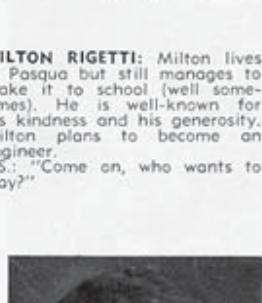 ILTON RIGETTI: Milton lives
Pasqua but still manages to
ake it to school (well some-
mes). He is well-known for
s kindness and his generosity.
ilton plans to become an
gineer.
S.: "Come on, who wants to
ay?"